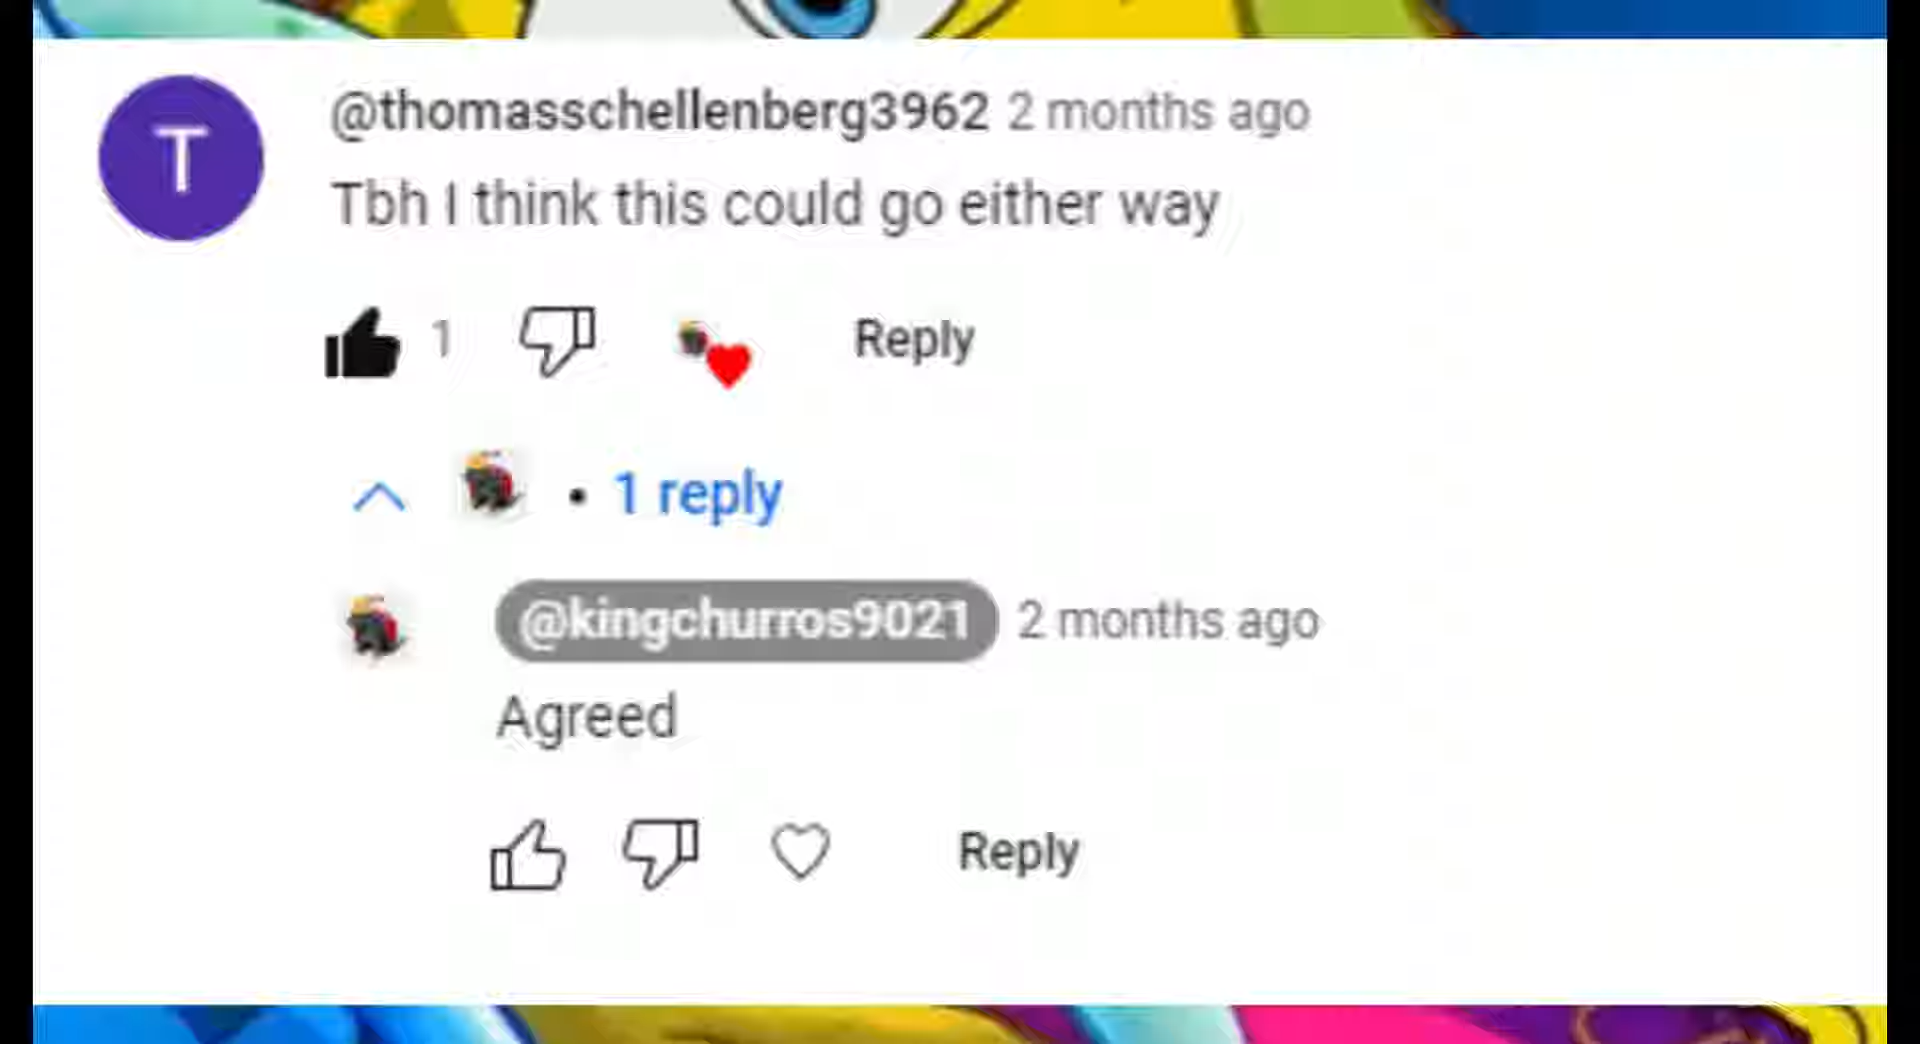 T
@thomasschellenberg3962 2 months ago
Tbh I think this could go either way
1
Reply
• 1 reply
@kingchurros9021 2 months ago
Agreed
Reply